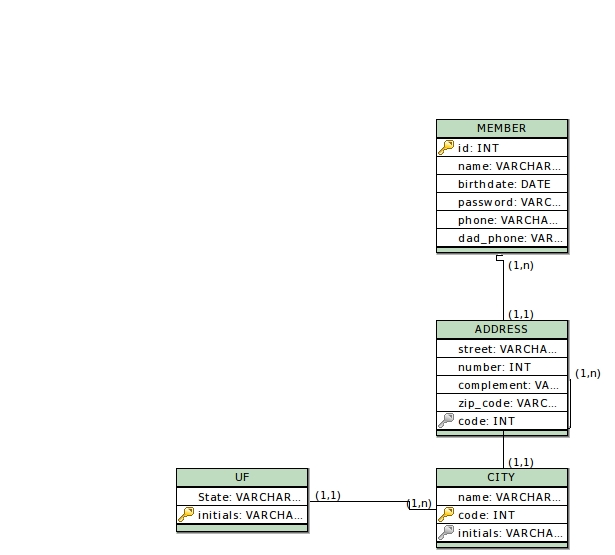 MEMBER
id: INT
name: VARCHAR...
birthdate: DATE
password: VARC...
phone: VARCHA...
dad_phone: VAR...
(1,n)
(1,1)
ADDRESS
street: VARCHA...
number: INT
(1,n)
complement: VA...
zip_code: VARC...
code: INT
(1,1)
UF
CITY
State: VARCHAR...
(1,1)
(1,n)
name: VARCHAR...
initials: VARCHA...
code: INT
initials: VARCHA...